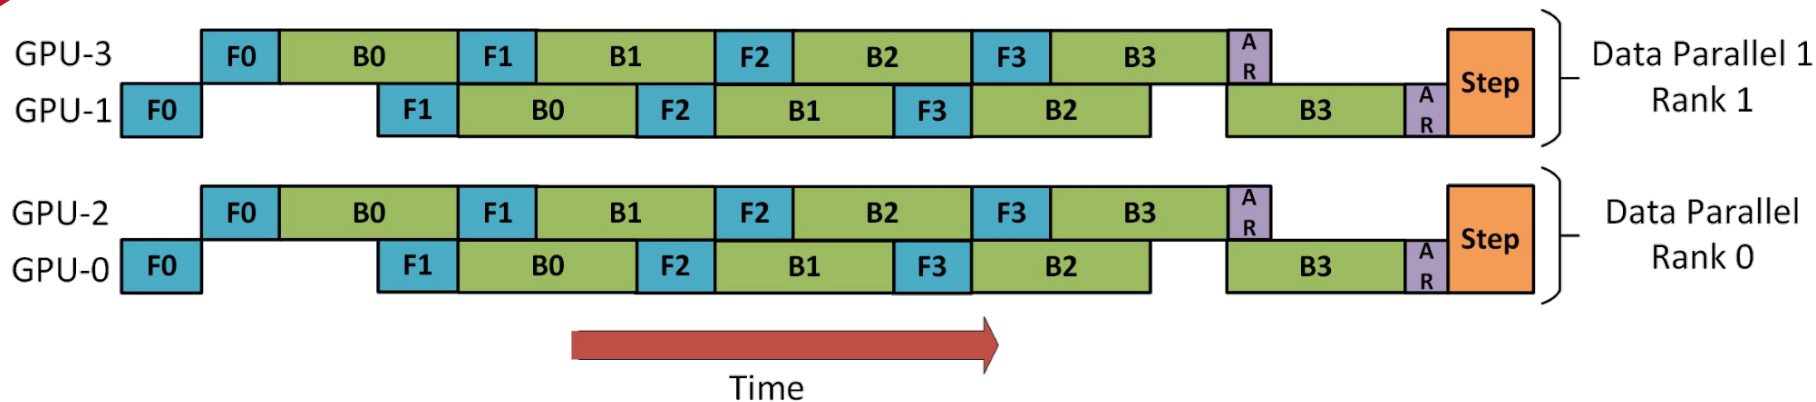 GPU-3 F0 B0 F1 B1 F2 B2 F3 B3 A R
GPU-1 F0 F1 B0 F2 B1 F3 B2 B3 A R
Step
Data Parallel 1
Rank 1
GPU-2 F0 B0 F1 B1 F2 B2 F3 B3 A R
GPU-0 F0 F1 B0 F2 B1 F3 B2 B3 A R
Step
Data Parallel
Rank 0
Time